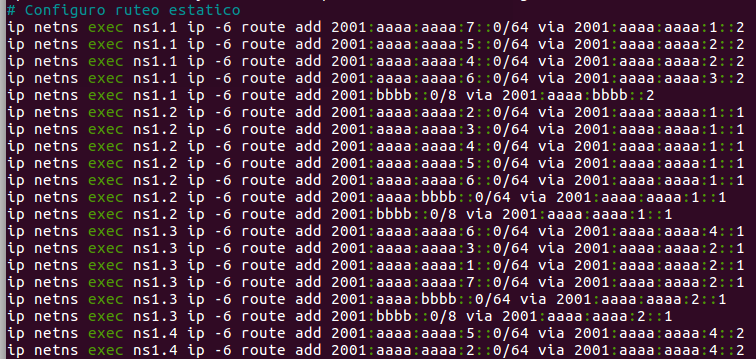 # Configuro ruteo estatico
ip netns exec ns1.1 ip -6 route add 2001:aaaa:aaaa:7::0/64 via 2001:aaaa:aaaa:1::2
ip netns exec ns1.1 ip -6 route add 2001:aaaa:aaaa:5::0/64 via 2001:aaaa:aaaa:2::2
ip netns exec ns1.1 ip -6 route add 2001:aaaa:aaaa:4::0/64 via 2001:aaaa:aaaa:2::2
ip netns exec ns1.1 ip -6 route add 2001:aaaa:aaaa:6::0/64 via 2001:aaaa:aaaa:3::2
ip netns exec ns1.1 ip -6 route add 2001:bbbb::0/8 via 2001:aaaa:bbbb::2
ip netns exec ns1.2 ip -6 route add 2001:aaaa:aaaa:2::0/64 via 2001:aaaa:aaaa:1::1
ip netns exec ns1.2 ip -6 route add 2001:aaaa:aaaa:3::0/64 via 2001:aaaa:aaaa:1::1
ip netns exec ns1.2 ip -6 route add 2001:aaaa:aaaa:4::0/64 via 2001:aaaa:aaaa:1::1
ip netns exec ns1.2 ip -6 route add 2001:aaaa:aaaa:5::0/64 via 2001:aaaa:aaaa:1::1
ip netns exec ns1.2 ip -6 route add 2001:aaaa:aaaa:6::0/64 via 2001:aaaa:aaaa:1::1
ip netns exec ns1.2 ip -6 route add 2001:aaaa:bbbb::0/64 via 2001:aaaa:aaaa:1::1
ip netns exec ns1.2 ip -6 route add 2001:bbbb::0/8 via 2001:aaaa:aaaa:1::1
ip netns exec ns1.3 ip -6 route add 2001:aaaa:aaaa:6::0/64 via 2001:aaaa:aaaa:4::1
ip netns exec ns1.3 ip -6 route add 2001:aaaa:aaaa:3::0/64 via 2001:aaaa:aaaa:2::1
ip netns exec ns1.3 ip -6 route add 2001:aaaa:aaaa:1::0/64 via 2001:aaaa:aaaa:2::1
ip netns exec ns1.3 ip -6 route add 2001:aaaa:aaaa:7::0/64 via 2001:aaaa:aaaa:2::1
ip netns exec ns1.3 ip -6 route add 2001:aaaa:bbbb::0/64 via 2001:aaaa:aaaa:2::1
ip netns exec ns1.3 ip -6 route add 2001:bbbb::0/8 via 2001:aaaa:aaaa:2::1
ip netns exec ns1.4 ip -6 route add 2001:aaaa:aaaa:5::0/64 via 2001:aaaa:aaaa:4::2
ip netns exec ns1.4 ip -6 route add 2001:aaaa:aaaa:2::0/64 via 2001:aaaa:aaaa:4::2